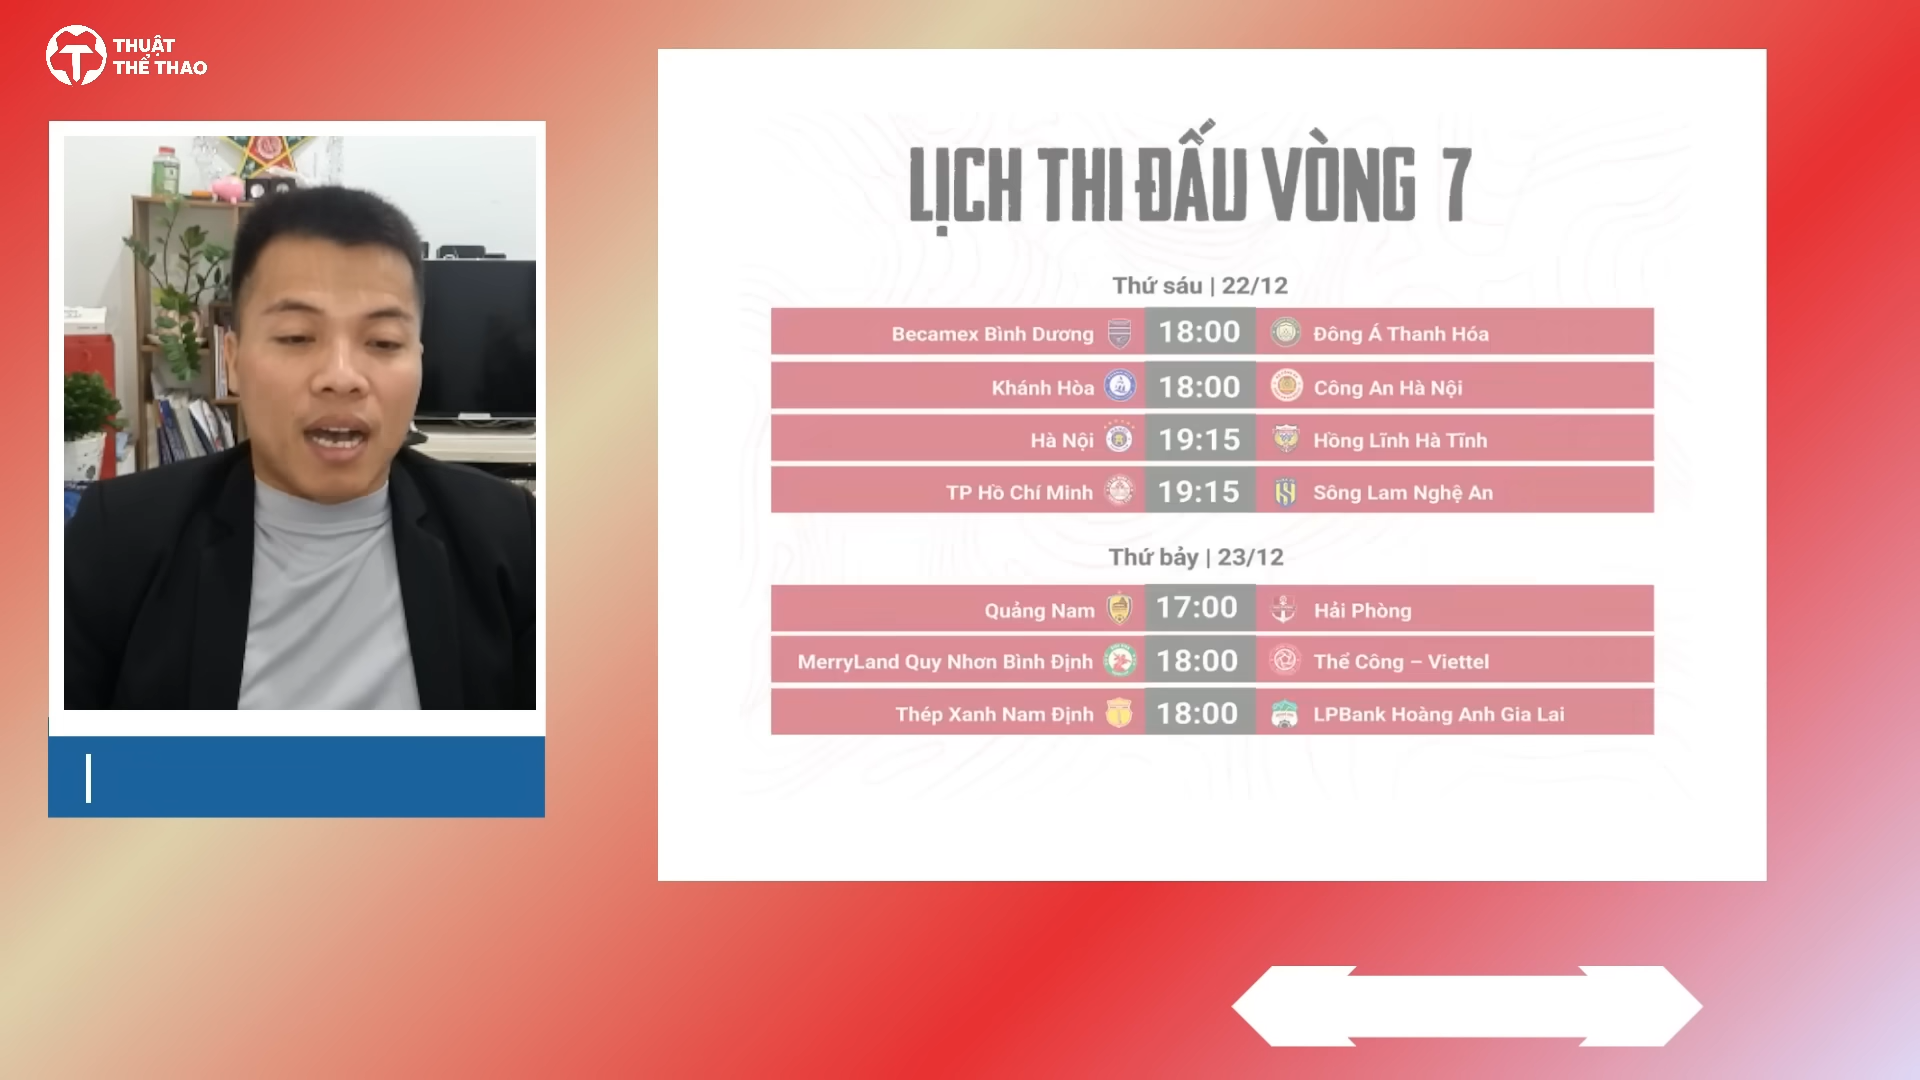 THUẬT
THỂ THAO
LỊCH THI ĐẤU VÒNG 7
Thứ sáu | 22/12
Becamex Bình Dương 18:00 Đông Á Thanh Hóa
Khánh Hòa 18:00 Công An Hà Nội
Hà Nội 19:15 Hồng Lĩnh Hà Tĩnh
TP Hồ Chí Minh 19:15 Sông Lam Nghệ An
Thứ bảy | 23/12
Quảng Nam 17:00 Hải Phòng
MerryLand Quy Nhơn Bình Định 18:00 Thể Công – Viettel
Thép Xanh Nam Định 18:00 LPBank Hoàng Anh Gia Lai